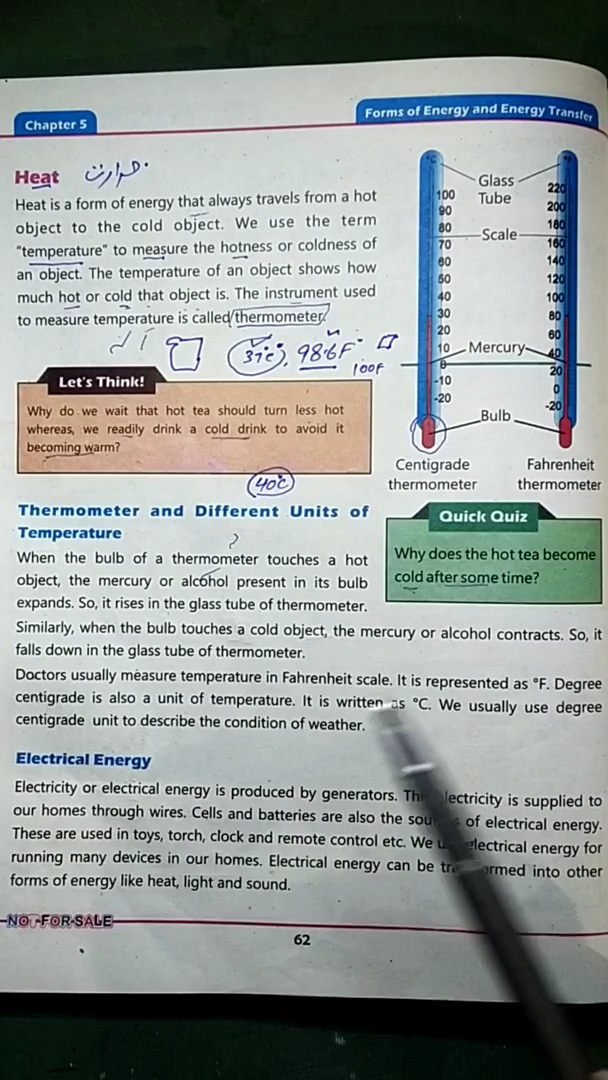 Chapter 5
Forms of Energy and Energy Transfer
Heat حرارت
Heat is a form of energy that always travels from a hot
object to the cold object. We use the term
"temperature" to measure the hotness or coldness of
an object. The temperature of an object shows how
much hot or cold that object is. The instrument used
to measure temperature is called thermometer.
37°C, 98.6F°
100F
Let's Think!
Why do we wait that hot tea should turn less hot
whereas, we readily drink a cold drink to avoid it
becoming warm?
40°C
°C
100
90
80
70
60
50
40
30
20
10
0
-10
-20
Glass
Tube
Scale
Mercury
Bulb
°F
220
200
180
160
140
120
100
80
60
40
20
0
-20
Centigrade
thermometer
Fahrenheit
thermometer
Thermometer and Different Units of
Temperature
When the bulb of a thermometer touches a hot
object, the mercury or alcohol present in its bulb
expands. So, it rises in the glass tube of thermometer.
Similarly, when the bulb touches a cold object, the mercury or alcohol contracts. So, it
falls down in the glass tube of thermometer.
Doctors usually measure temperature in Fahrenheit scale. It is represented as °F. Degree
centigrade is also a unit of temperature. It is written as °C. We usually use degree
centigrade unit to describe the condition of weather.
Quick Quiz
Why does the hot tea become
cold after some time?
Electrical Energy
Electricity or electrical energy is produced by generators. electricity is supplied to
our homes through wires. Cells and batteries are also the sources of electrical energy.
These are used in toys, torch, clock and remote control etc. We electrical energy for
running many devices in our homes. Electrical energy can be transformed into other
forms of energy like heat, light and sound.
NOT FOR SALE
62